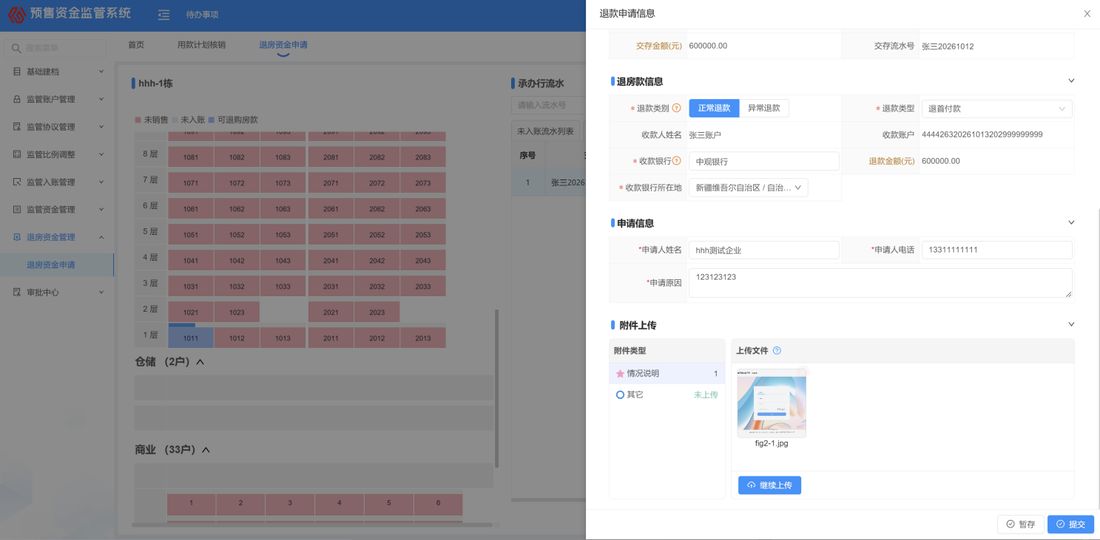 预售资金监管系统
待办事项
搜索菜单
基础建档
监管账户管理
监管协议管理
监管比例调整
监管入账管理
监管资金管理
退房资金管理
退房资金申请
审批中心
首页 用款计划核销 退房资金申请
hhh-1栋
未销售 未入账 可退购房款
8 层 1081 1082 1083 2081 2082 2083
7 层 1071 1072 1073 2071 2072 2073
6 层 1061 1062 1063 2061 2062 2063
5 层 1051 1052 1053 2051 2052 2053
4 层 1041 1042 1043 2041 2042 2043
3 层 1031 1032 1033 2031 2032 2033
2 层 1021 1023 2021 2023
1 层 1011 1012 1013 2011 2012 2013
仓储 （2户）
商业 （33户）
1 2 3 4 5 6
承办行流水
请输入流水号
未入账流水列表
序号
1 张三2026
退款申请信息
交存金额(元) 600000.00 交存流水号 张三20261012
退房款信息
*退款类别 正常退款 异常退款 *退款类型 退首付款
收款人姓名 张三账户 收款账户 444426320261013202999999999
*收款银行 中观银行 退款金额(元) 600000.00
*收款银行所在地 新疆维吾尔自治区 / 自治...
申请信息
*申请人姓名 hhh测试企业 *申请人电话 13311111111
*申请原因 123123123
附件上传
附件类型 上传文件
情况说明 1
其它 未上传
fig2-1.jpg
继续上传
暂存 提交